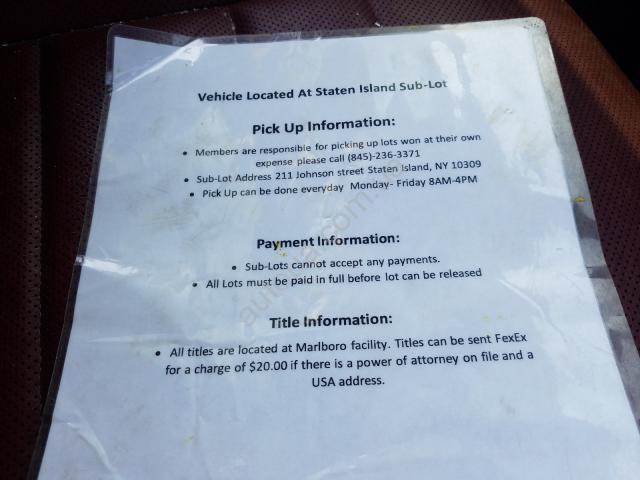 Vehicle Located At Staten Island Sub-Lot
Pick Up Information:
• Members are responsible for picking up lots won at their own
expense please call (845)-236-3371
• Sub-Lot Address 211 Johnson street Staten Island, NY 10309
• Pick Up can be done everyday Monday- Friday 8AM-4PM
Payment Information:
• Sub-Lots cannot accept any payments.
• All Lots must be paid in full before lot can be released
Title Information:
• All titles are located at Marlboro facility. Titles can be sent FexEx
for a charge of $20.00 if there is a power of attorney on file and a
USA address.